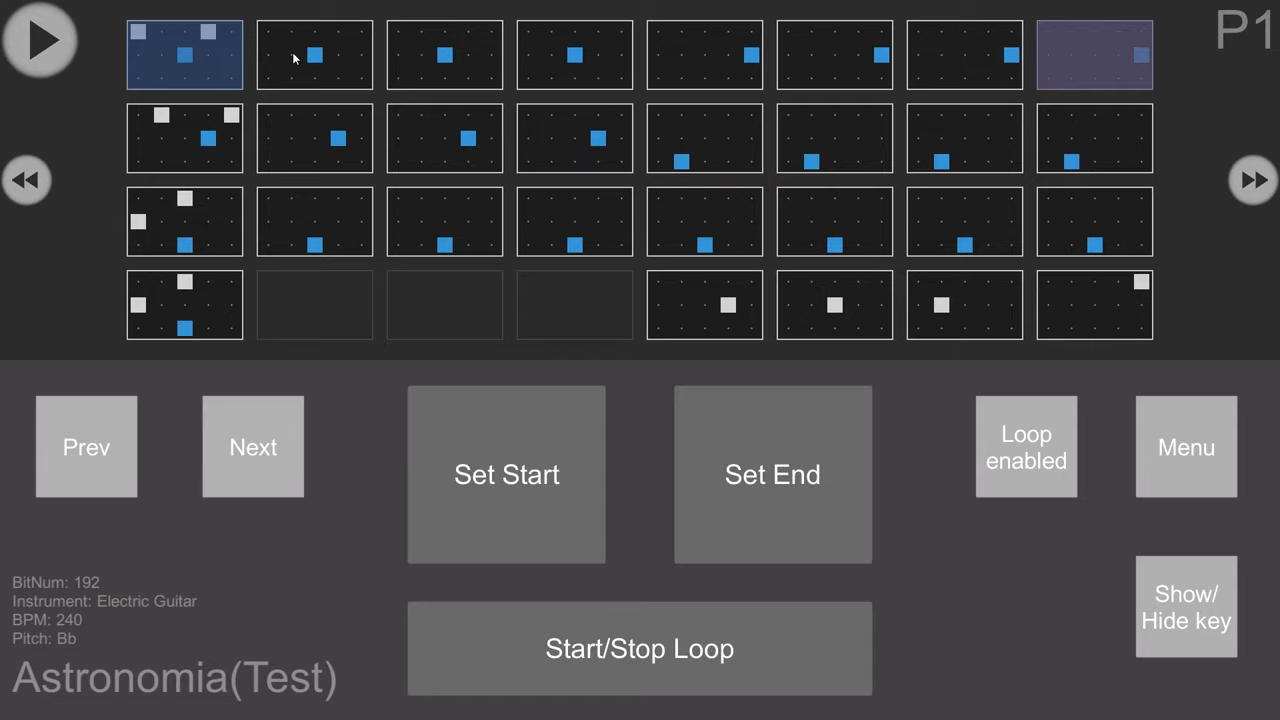 P1
Prev
Next
Set Start
Set End
Loop
enabled
Menu
BitNum: 192
Instrument: Electric Guitar
BPM: 240
Pitch: Bb
Astronomia(Test)
Start/Stop Loop
Show/
Hide key